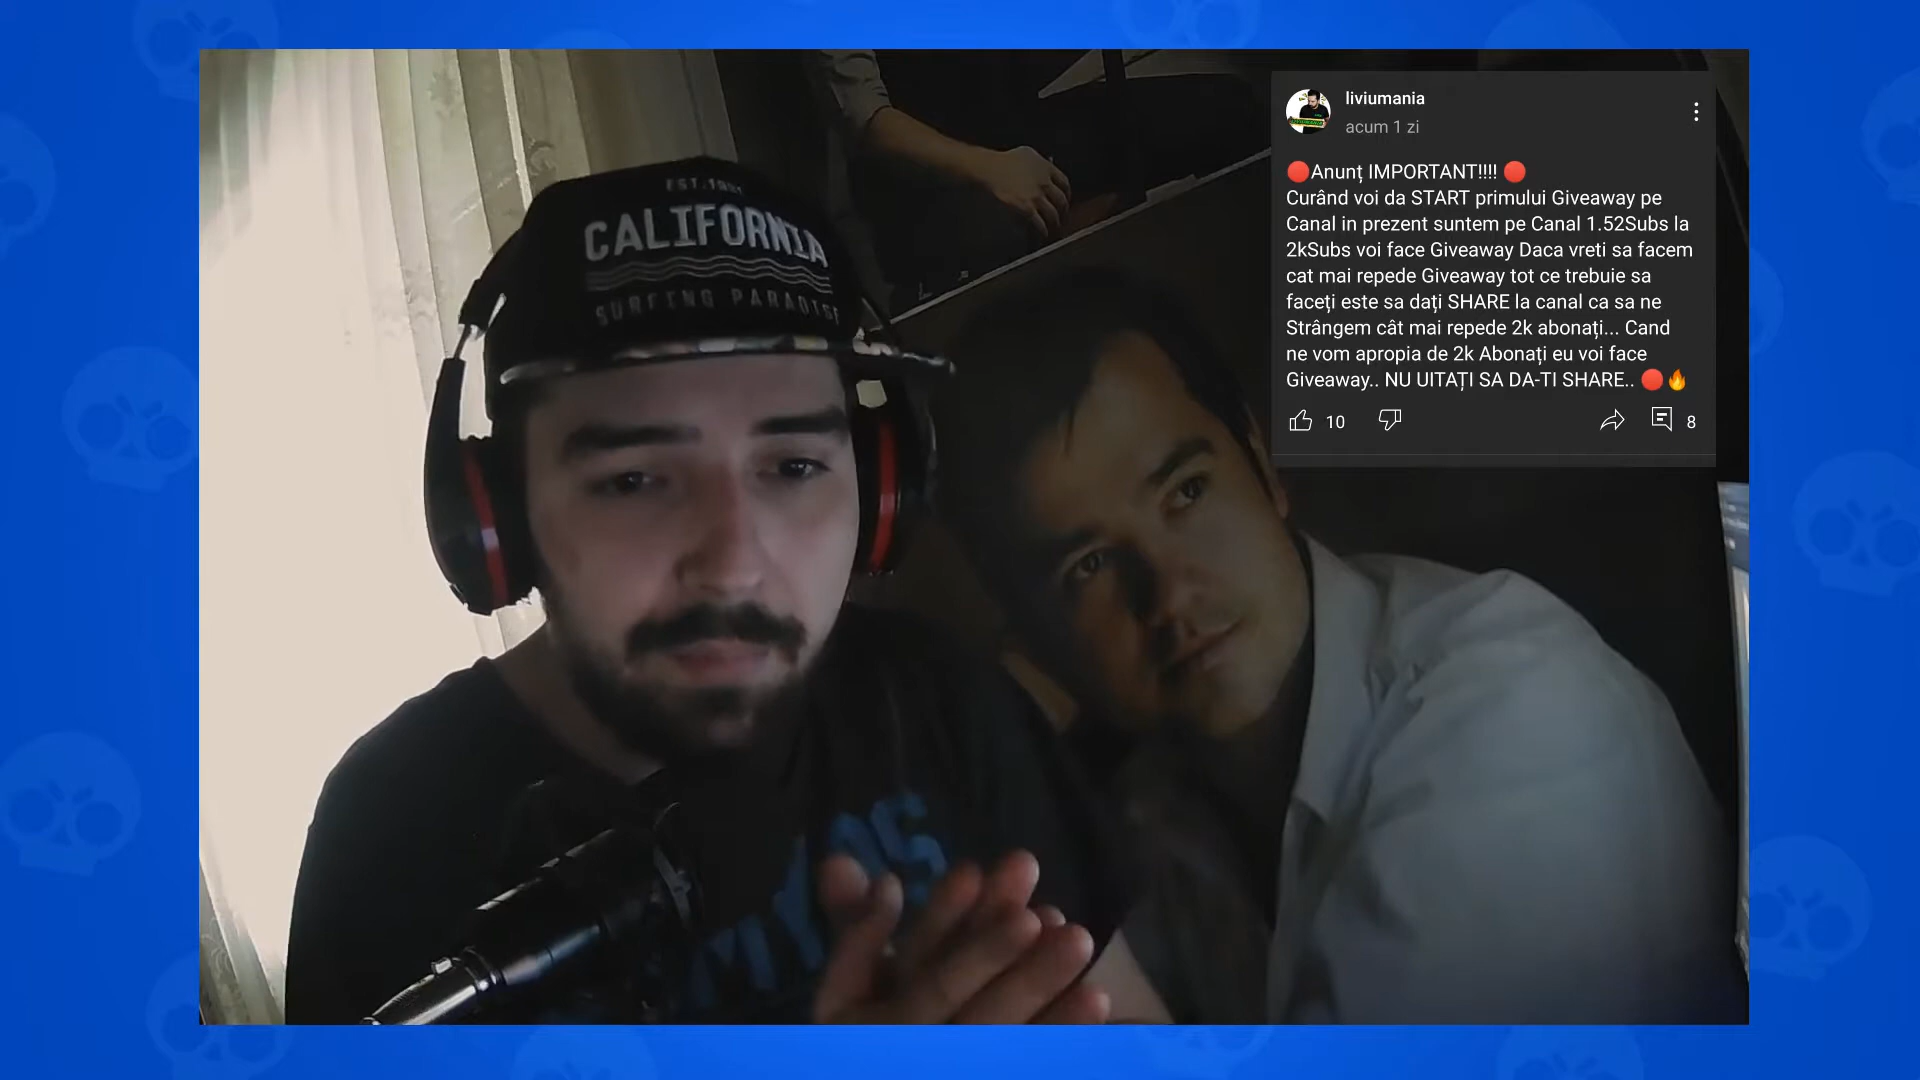 EST.19
CALIFORNIA
SURFING PARADISE
liviumania
acum 1 zi
🔴Anunț IMPORTANT!!!! 🔴
Curând voi da START primului Giveaway pe
Canal in prezent suntem pe Canal 1.52Subs la
2kSubs voi face Giveaway Daca vreti sa facem
cat mai repede Giveaway tot ce trebuie sa
faceți este sa dați SHARE la canal ca sa ne
Strângem cât mai repede 2k abonați... Cand
ne vom apropia de 2k Abonați eu voi face
Giveaway.. NU UITAȚI SA DA-TI SHARE.. 🔴🔥
10
8